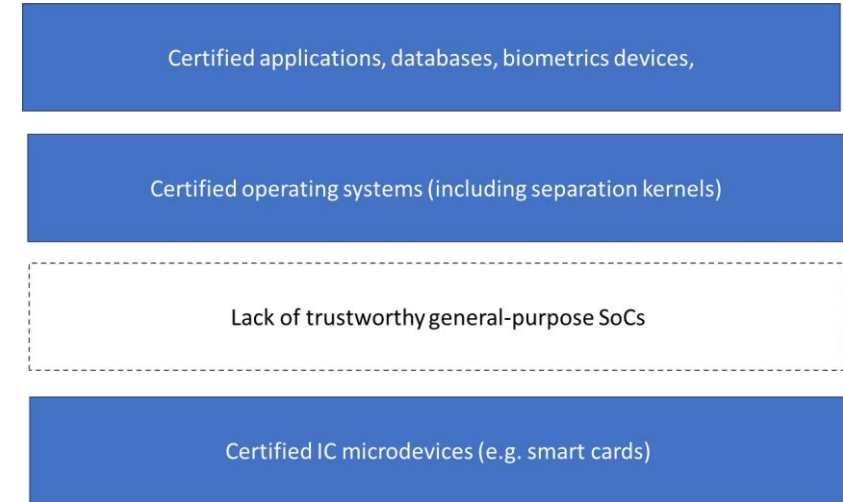 Certified applications, databases, biometrics devices,
Certified operating systems (including separation kernels)
Lack of trustworthy general-purpose SoCs
Certified IC microdevices (e.g. smart cards)